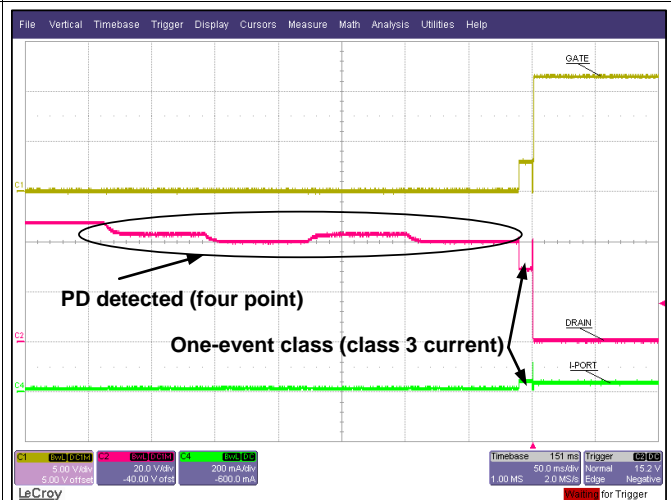 File Vertical Timebase Trigger Display Cursors Measure Math Analysis Utilities Help
GATE
C1
PD detected (four point)
DRAIN
C2
One-event class (class 3 current)
I-PORT
C4
C1 BwL DC1M
5.00 V/div
5.00 V offset
C2 BwL DC1M
20.0 V/div
-40.00 V ofst
C4 BwL DC
200 mA/div
-600.0 mA
Timebase 151 ms
50.0 ms/div
1.00 MS 2.0 MS/s
Trigger C2 DC
Normal 15.2 V
Edge Negative
LeCroy
Waiting for Trigger